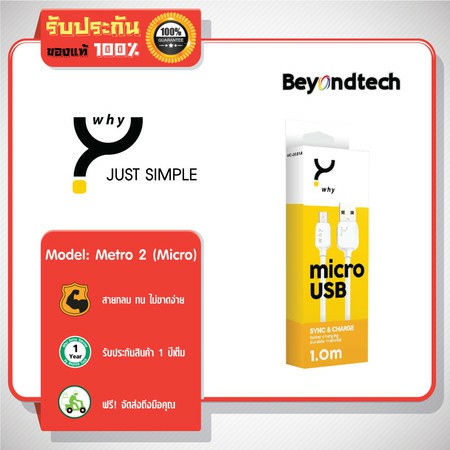 รับประกัน
ของแท้ 100%
100%
GUARANTEE
Beyondtech
why
JUST SIMPLE
Model: Metro 2 (Micro)
สายกลม ทน ไม่ขาดง่าย
1
Year
รับประกันสินค้า 1 ปีเต็ม
ฟรี! จัดส่งถึงมือคุณ
why
why
micro
USB
SYNC & CHARGE
1.0m